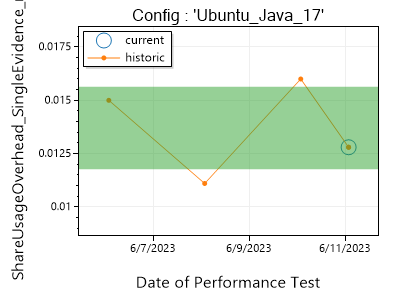 Config : 'Ubuntu_Java_17'
current
historic
0.0175
0.015
0.0125
0.01
ShareUsageOverhead_SingleEvidence_
6/7/2023
6/9/2023
6/11/2023
Date of Performance Test